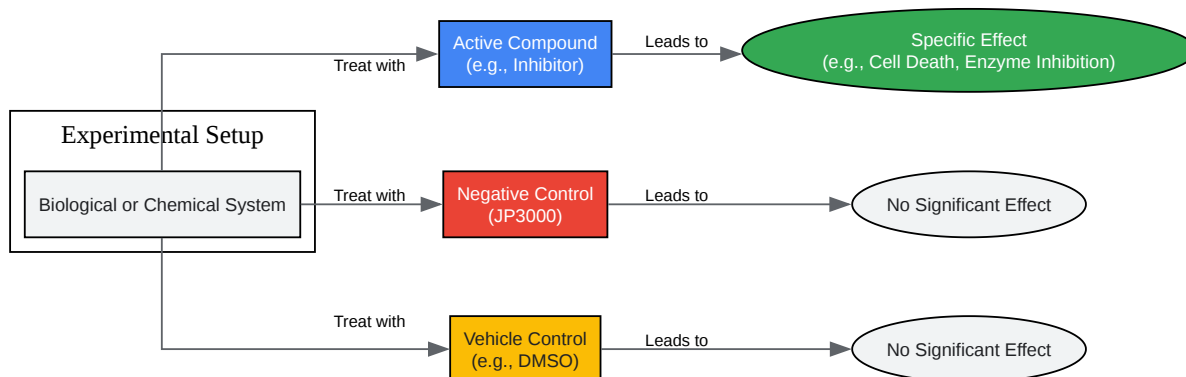 Active Compound
(e.g., Inhibitor)
Leads to
Specific Effect
(e.g., Cell Death, Enzyme Inhibition)
Treat with
Experimental Setup
Biological or Chemical System
Treat with
Negative Control
(JP3000)
Leads to
No Significant Effect
Treat with
Vehicle Control
(e.g., DMSO)
Leads to
No Significant Effect